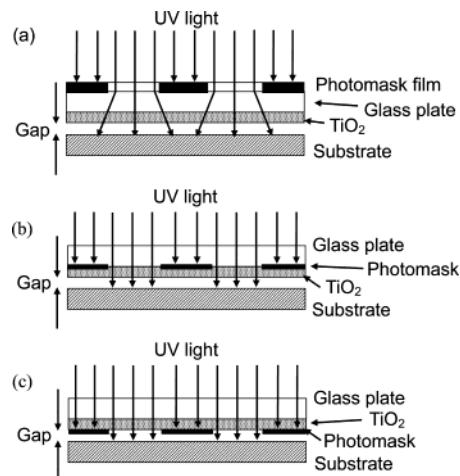 (a)
UV light
Photomask film
Glass plate
TiO₂
Gap
Substrate
(b)
UV light
Glass plate
Photomask
TiO₂
Gap
Substrate
(c)
UV light
Glass plate
TiO₂
Photomask
Gap
Substrate